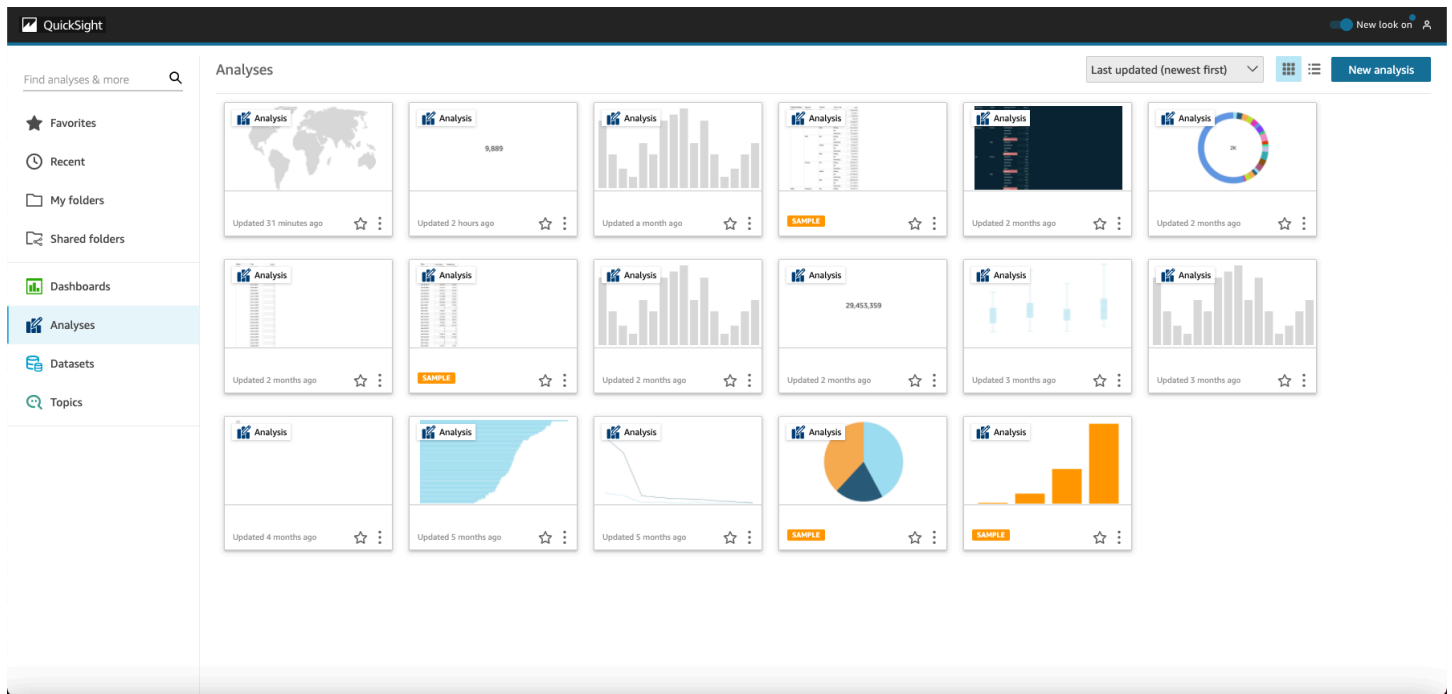 QuickSight
New look on
Find analyses & more
Favorites
Recent
My folders
Shared folders
Dashboards
Analyses
Datasets
Topics
Analyses
Last updated (newest first)
New analysis
Analysis
Updated 31 minutes ago
Analysis
9,889
Updated 2 hours ago
Analysis
Updated a month ago
Analysis
SAMPLE
Analysis
Updated 2 months ago
Analysis
2K
Updated 2 months ago
Analysis
Updated 2 months ago
Analysis
SAMPLE
Analysis
Updated 2 months ago
Analysis
29,453,359
Updated 2 months ago
Analysis
Updated 3 months ago
Analysis
Updated 3 months ago
Analysis
Updated 4 months ago
Analysis
Updated 5 months ago
Analysis
Updated 5 months ago
Analysis
SAMPLE
Analysis
SAMPLE